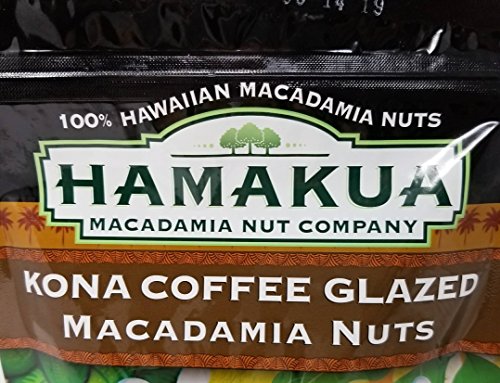 100% HAWAIIAN MACADAMIA NUTS
HAMAKUA
MACADAMIA NUT COMPANY
KONA COFFEE GLAZED
MACADAMIA NUTS